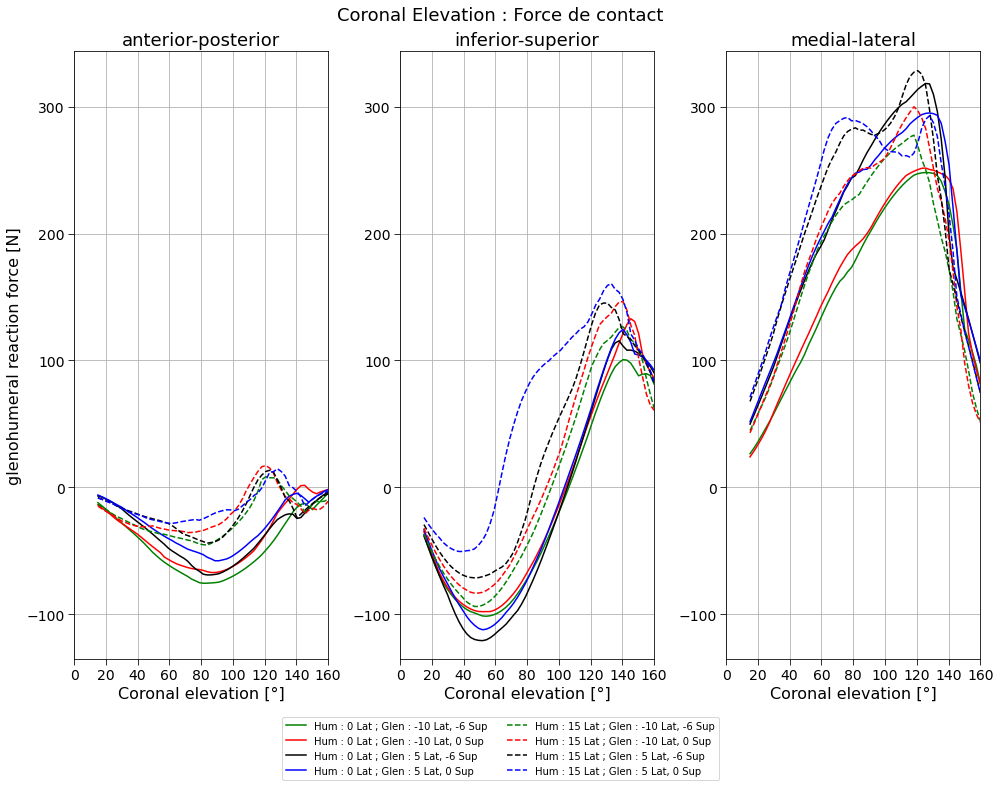 Coronal Elevation : Force de contact
anterior-posterior
inferior-superior
medial-lateral
glenohumeral reaction force [N]
300
200
100
0
−100
0 20 40 60 80 100 120 140 160
Coronal elevation [°]
300
200
100
0
−100
0 20 40 60 80 100 120 140 160
Coronal elevation [°]
300
200
100
0
−100
0 20 40 60 80 100 120 140 160
Coronal elevation [°]
Hum : 0 Lat ; Glen : -10 Lat, -6 Sup
Hum : 0 Lat ; Glen : -10 Lat, 0 Sup
Hum : 0 Lat ; Glen : 5 Lat, -6 Sup
Hum : 0 Lat ; Glen : 5 Lat, 0 Sup
Hum : 15 Lat ; Glen : -10 Lat, -6 Sup
Hum : 15 Lat ; Glen : -10 Lat, 0 Sup
Hum : 15 Lat ; Glen : 5 Lat, -6 Sup
Hum : 15 Lat ; Glen : 5 Lat, 0 Sup